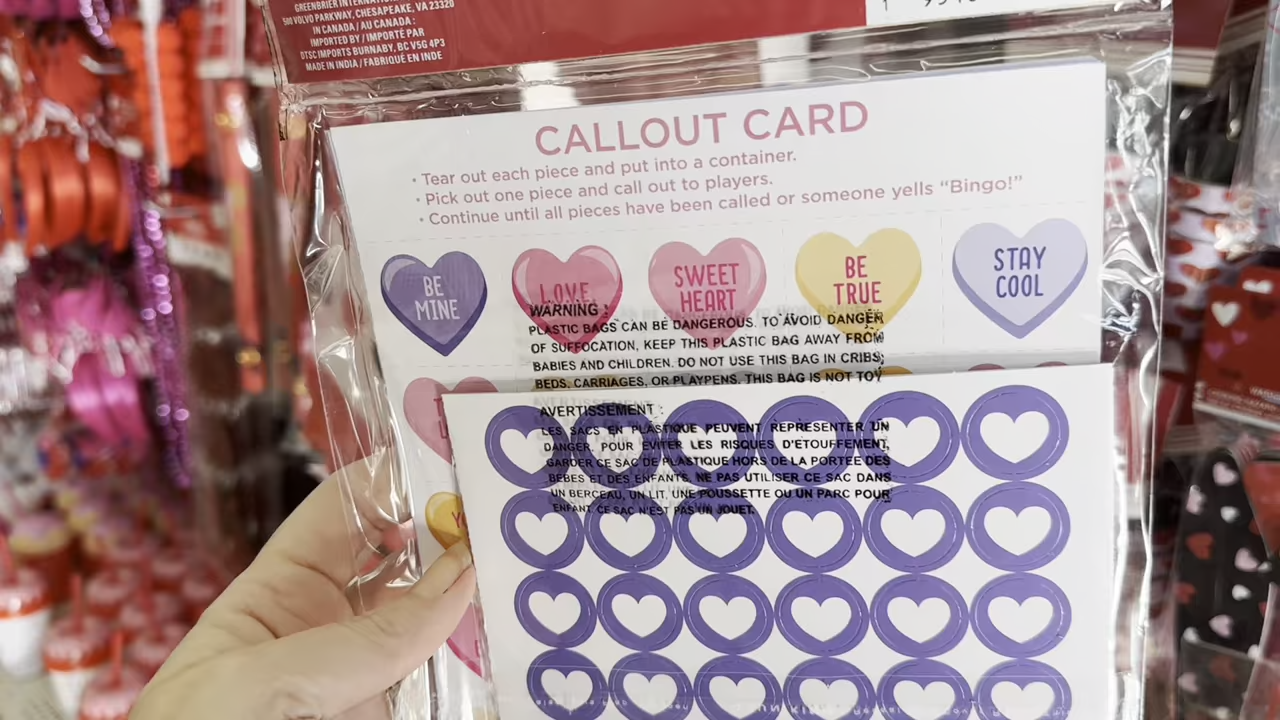 GREENBRIER INTERNATIONAL
500 VOLVO PARKWAY, CHESAPEAKE, VA 23320
IN CANADA / AU CANADA :
IMPORTED BY / IMPORTÉ PAR
DTSC IMPORTS BURNABY, BC V5G 4P3
MADE IN INDIA / FABRIQUÉ EN INDE
CALLOUT CARD
• Tear out each piece and put into a container.
• Pick out one piece and call out to players.
• Continue until all pieces have been called or someone yells “Bingo!”
BE
MINE
LOVE
SWEET
HEART
BE
TRUE
STAY
COOL
WARNING :
PLASTIC BAGS CAN BE DANGEROUS. TO AVOID DANGER
OF SUFFOCATION, KEEP THIS PLASTIC BAG AWAY FROM
BABIES AND CHILDREN. DO NOT USE THIS BAG IN CRIBS,
BEDS, CARRIAGES, OR PLAYPENS. THIS BAG IS NOT TOY
AVERTISSEMENT :
LES SACS EN PLASTIQUE PEUVENT REPRÉSENTER UN
DANGER. POUR ÉVITER LES RISQUES D'ETOUFFEMENT,
GARDER CE SAC DE PLASTIQUE HORS DE LA PORTEE DES
BEBES ET DES ENFANTS. NE PAS UTILISER CE SAC DANS
UN BERCEAU, UN LIT, UNE POUSSETTE OU UN PARC POUR
ENFANT. CE SAC N'EST PAS UN JOUET.